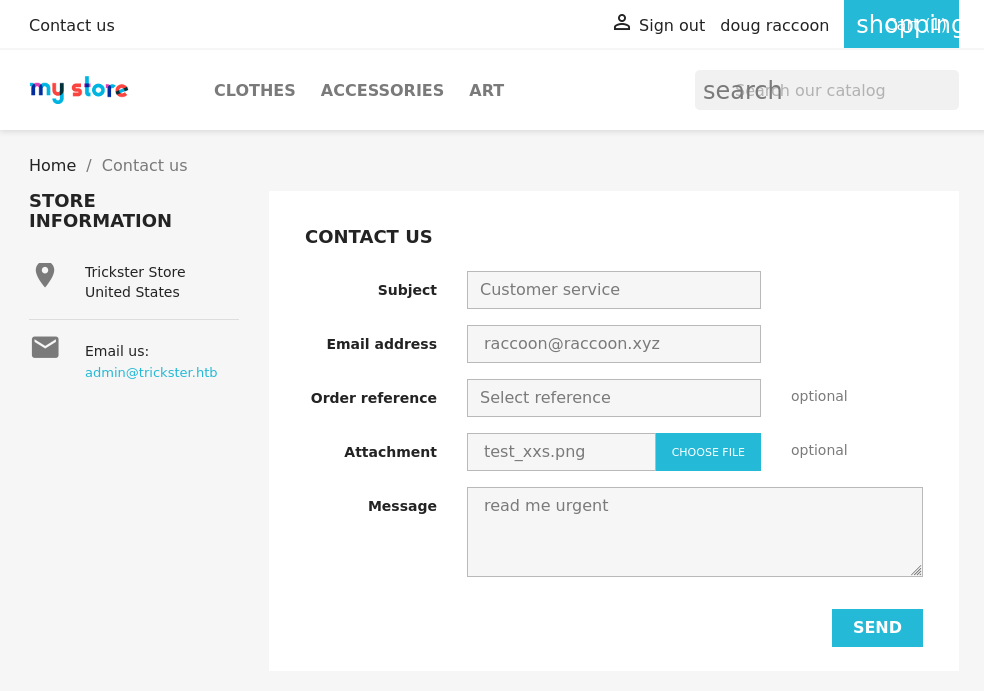 Contact us
Sign out doug raccoon shopping_ Cart (1)
my store
CLOTHES ACCESSORIES ART
search Search our catalog
Home / Contact us
STORE
INFORMATION
Trickster Store
United States
Email us:
admin@trickster.htb
CONTACT US
Subject Customer service
Email address raccoon@raccoon.xyz
Order reference Select reference optional
Attachment test_xxs.png CHOOSE FILE optional
Message read me urgent
SEND